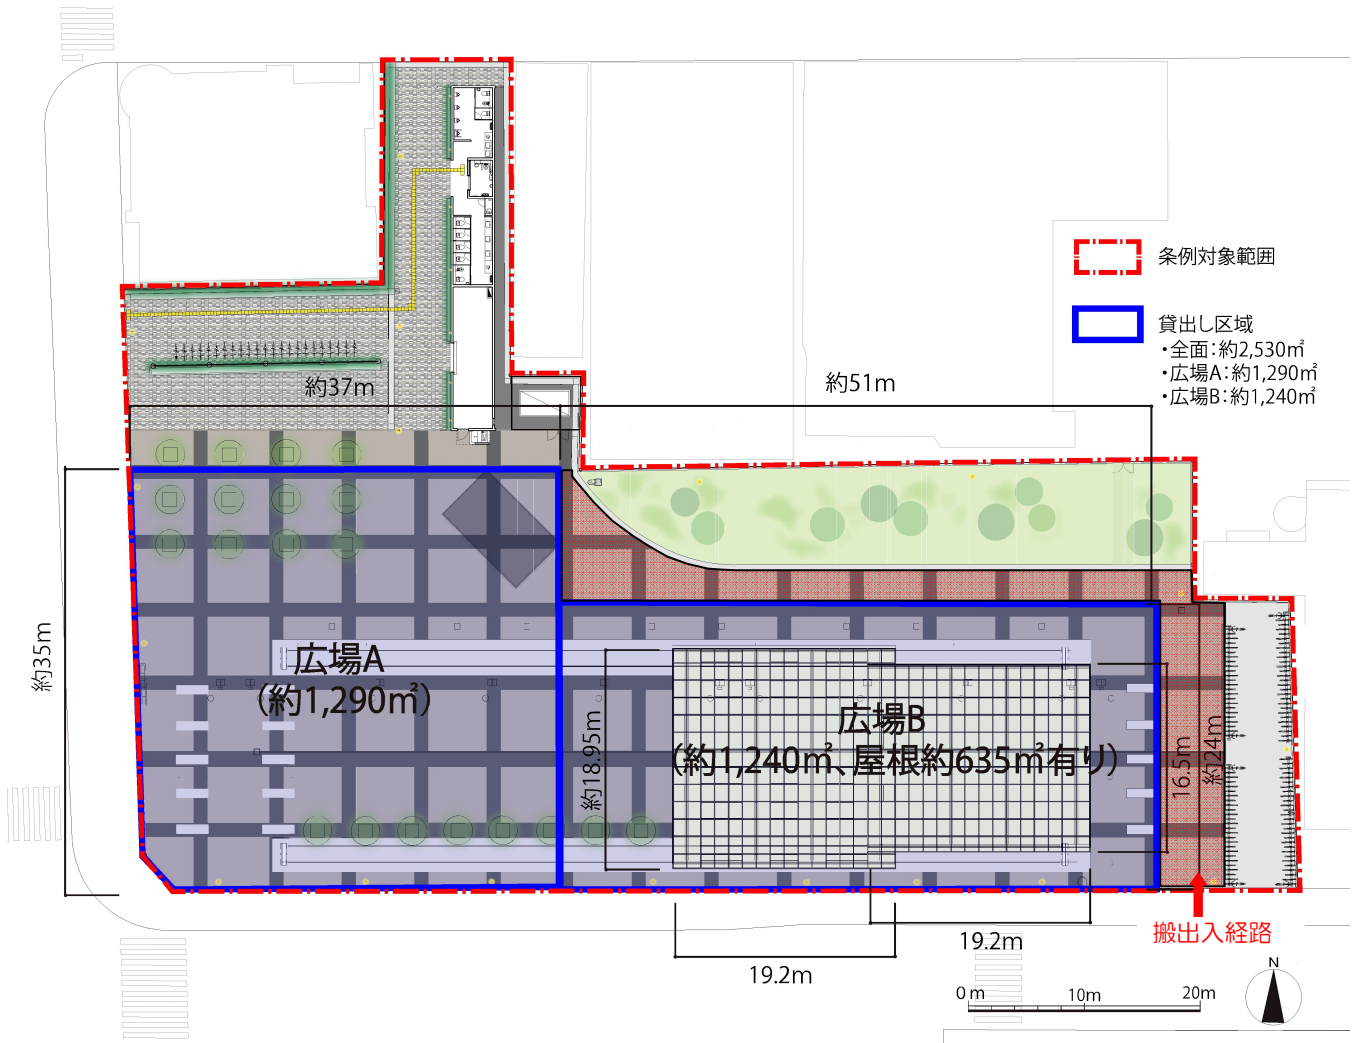 条例対象範囲
貸出し区域
・全面：約2,530㎡
・広場A：約1,290㎡
・広場B：約1,240㎡
約37m
約51m
約35m
広場A
（約1,290㎡）
広場B
（約1,240㎡、屋根約635㎡有り）
約18.95m
16.5m
約24m
19.2m
19.2m
搬出入経路
N
0 m
10m
20m